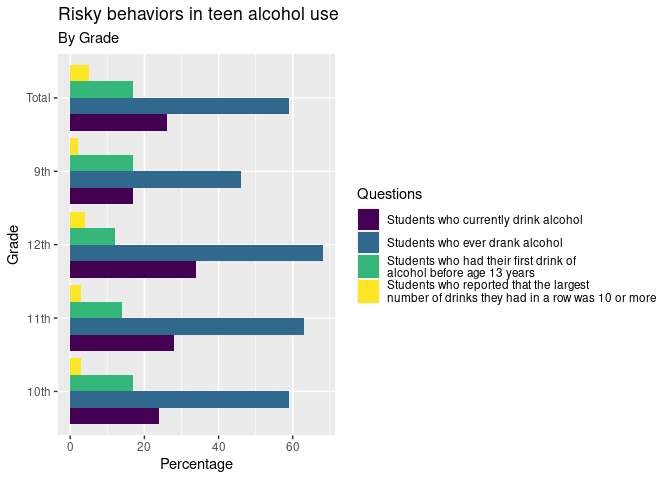 Risky behaviors in teen alcohol use
By Grade
Total
9th
12th
11th
10th
Grade
0 20 40 60
Percentage
Questions
Students who currently drink alcohol
Students who ever drank alcohol
Students who had their first drink of
alcohol before age 13 years
Students who reported that the largest
number of drinks they had in a row was 10 or more